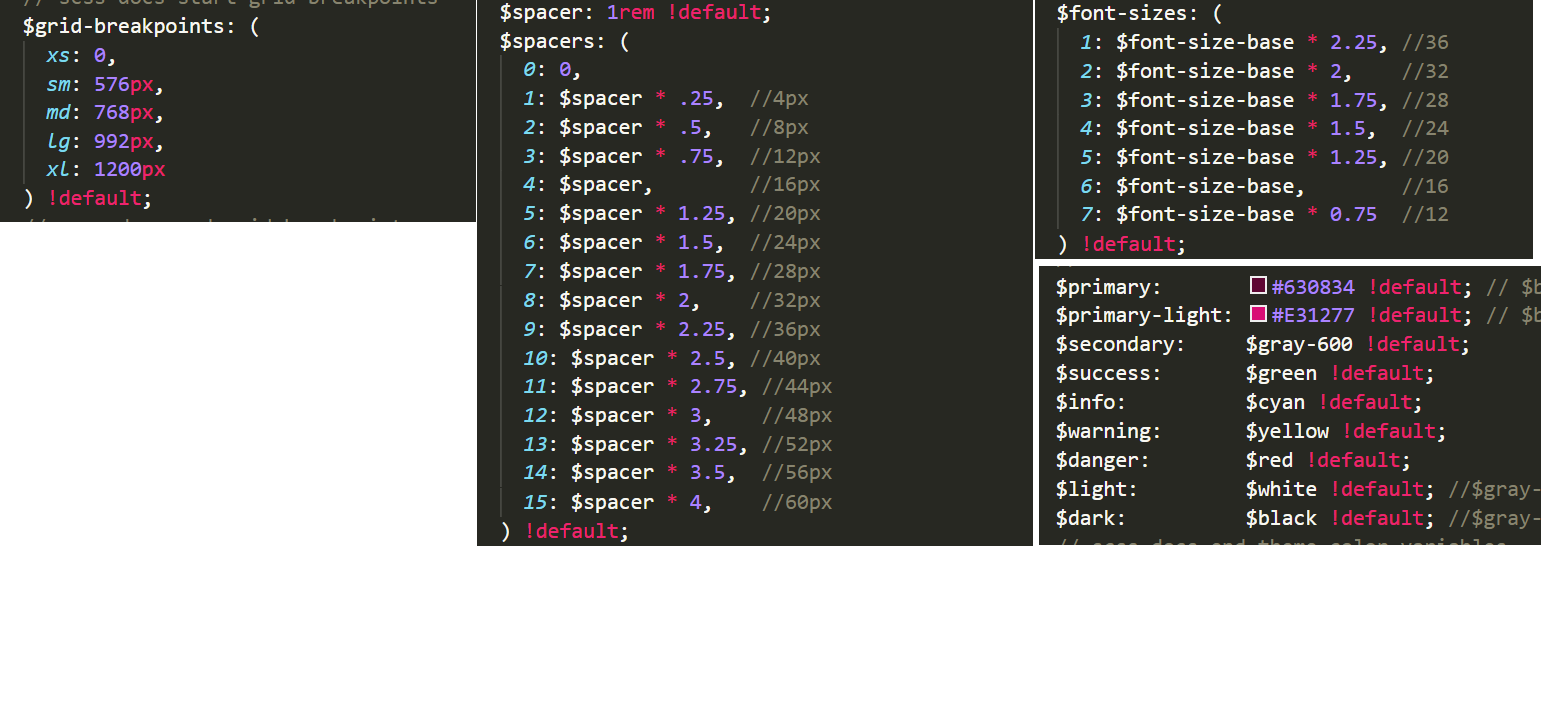 $grid-breakpoints: (
xs: 0,
sm: 576px,
md: 768px,
lg: 992px,
xl: 1200px
) !default;
$spacer: 1rem !default;
$spacers: (
0: 0,
1: $spacer * .25, //4px
2: $spacer * .5, //8px
3: $spacer * .75, //12px
4: $spacer, //16px
5: $spacer * 1.25, //20px
6: $spacer * 1.5, //24px
7: $spacer * 1.75, //28px
8: $spacer * 2, //32px
9: $spacer * 2.25, //36px
10: $spacer * 2.5, //40px
11: $spacer * 2.75, //44px
12: $spacer * 3, //48px
13: $spacer * 3.25, //52px
14: $spacer * 3.5, //56px
15: $spacer * 4, //60px
) !default;
$font-sizes: (
1: $font-size-base * 2.25, //36
2: $font-size-base * 2, //32
3: $font-size-base * 1.75, //28
4: $font-size-base * 1.5, //24
5: $font-size-base * 1.25, //20
6: $font-size-base, //16
7: $font-size-base * 0.75 //12
) !default;
$primary: #630834 !default; // $b
$primary-light: #E31277 !default; // $b
$secondary: $gray-600 !default;
$success: $green !default;
$info: $cyan !default;
$warning: $yellow !default;
$danger: $red !default;
$light: $white !default; //$gray-
$dark: $black !default; //$gray-